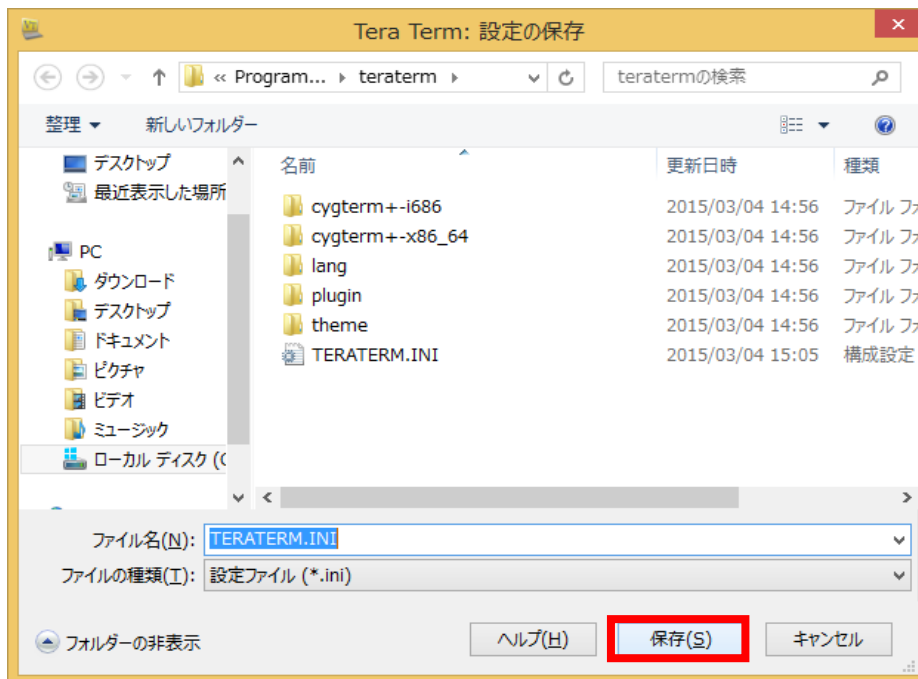 Tera Term: 設定の保存
« Program... teraterm
teratermの検索
整理 新しいフォルダー
デスクトップ
最近表示した場所
PC
ダウンロード
デスクトップ
ドキュメント
ピクチャ
ビデオ
ミュージック
ローカル ディスク (C
名前 更新日時 種類
cygterm+-i686 2015/03/04 14:56 ファイル フォ
cygterm+-x86_64 2015/03/04 14:56 ファイル フォ
lang 2015/03/04 14:56 ファイル フォ
plugin 2015/03/04 14:56 ファイル フォ
theme 2015/03/04 14:56 ファイル フォ
TERATERM.INI 2015/03/04 15:05 構成設定
ファイル名(N): TERATERM.INI
ファイルの種類(T): 設定ファイル (*.ini)
フォルダーの非表示
ヘルプ(H) 保存(S) キャンセル